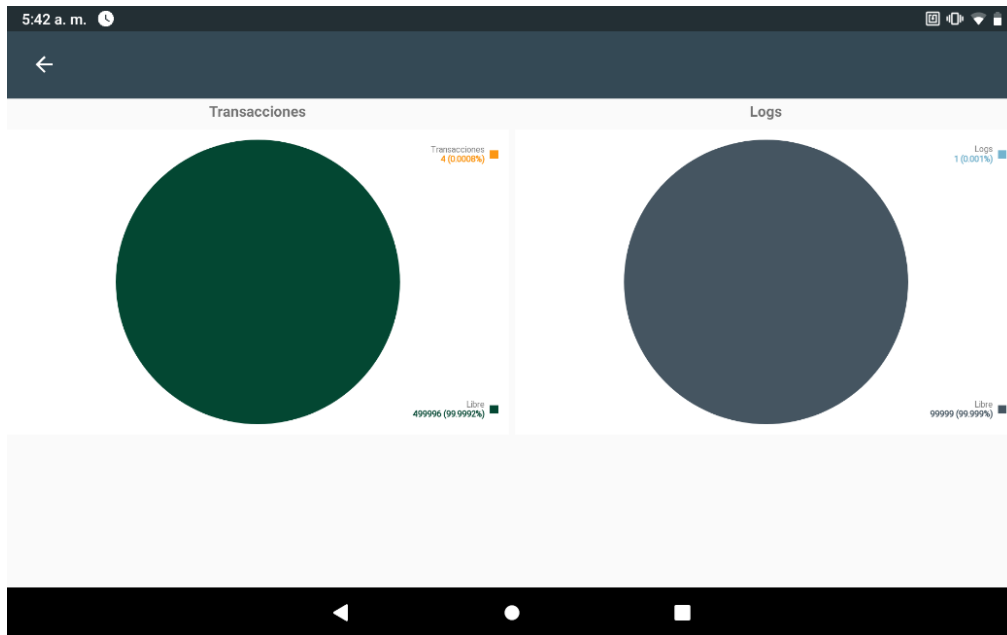 5:42 a. m.
Transacciones
Transacciones
4 (0.0008%)
Libre
499996 (99.9992%)
Logs
Logs
1 (0.001%)
Libre
99999 (99.999%)